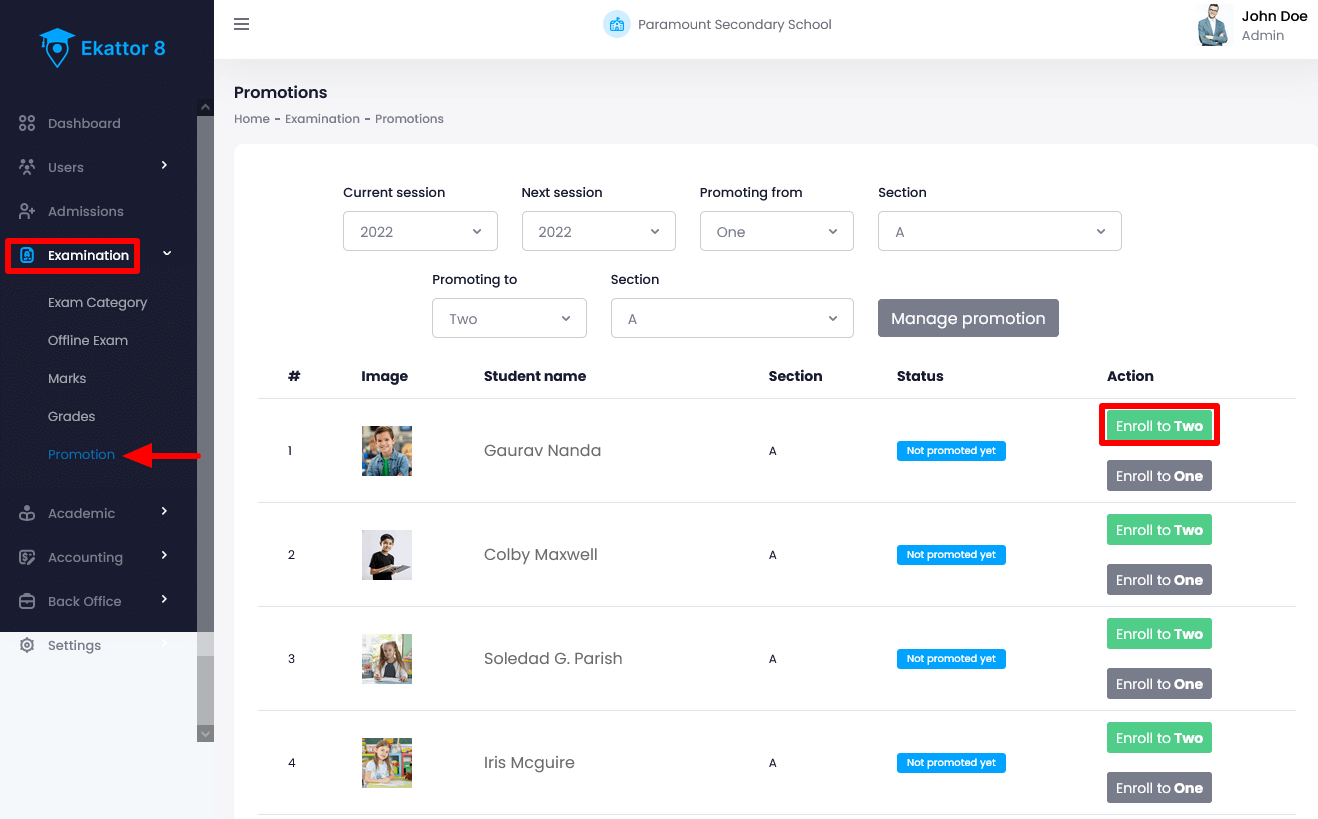 Ekattor 8
Paramount Secondary School
John Doe
Admin
Dashboard
Users
Admissions
Examination
Exam Category
Offline Exam
Marks
Grades
Promotion
Academic
Accounting
Back Office
Settings
Promotions
Home - Examination - Promotions
Current session Next session Promoting from Section
2022 2022 One A
Promoting to Section
Two A Manage promotion
# Image Student name Section Status Action
Enroll to Two
1 Gaurav Nanda A Not promoted yet
Enroll to One
Enroll to Two
2 Colby Maxwell A Not promoted yet
Enroll to One
Enroll to Two
3 Soledad G. Parish A Not promoted yet
Enroll to One
Enroll to Two
4 Iris Mcguire A Not promoted yet
Enroll to One